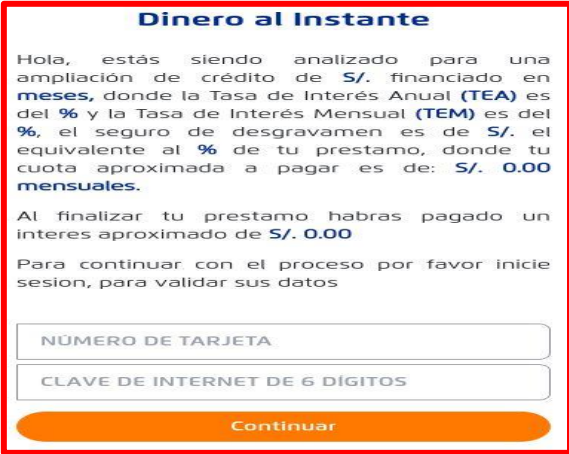 Dinero al Instante
Hola, estás siendo analizado para una
ampliación de crédito de S/. financiado en
meses, donde la Tasa de Interés Anual (TEA) es
del % y la Tasa de Interés Mensual (TEM) es del
%, el seguro de desgravamen es de S/. el
equivalente al % de tu prestamo, donde tu
cuota aproximada a pagar es de: S/. 0.00
mensuales.
Al finalizar tu prestamo habras pagado un
interes aproximado de S/. 0.00
Para continuar con el proceso por favor inicie
sesion, para validar sus datos
NÚMERO DE TARJETA
CLAVE DE INTERNET DE 6 DÍGITOS
Continuar